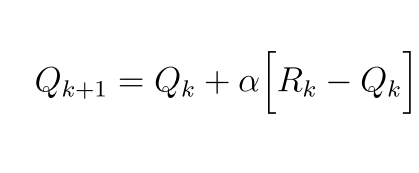 Q_{k+1} = Q_k + α[R_k − Q_k]